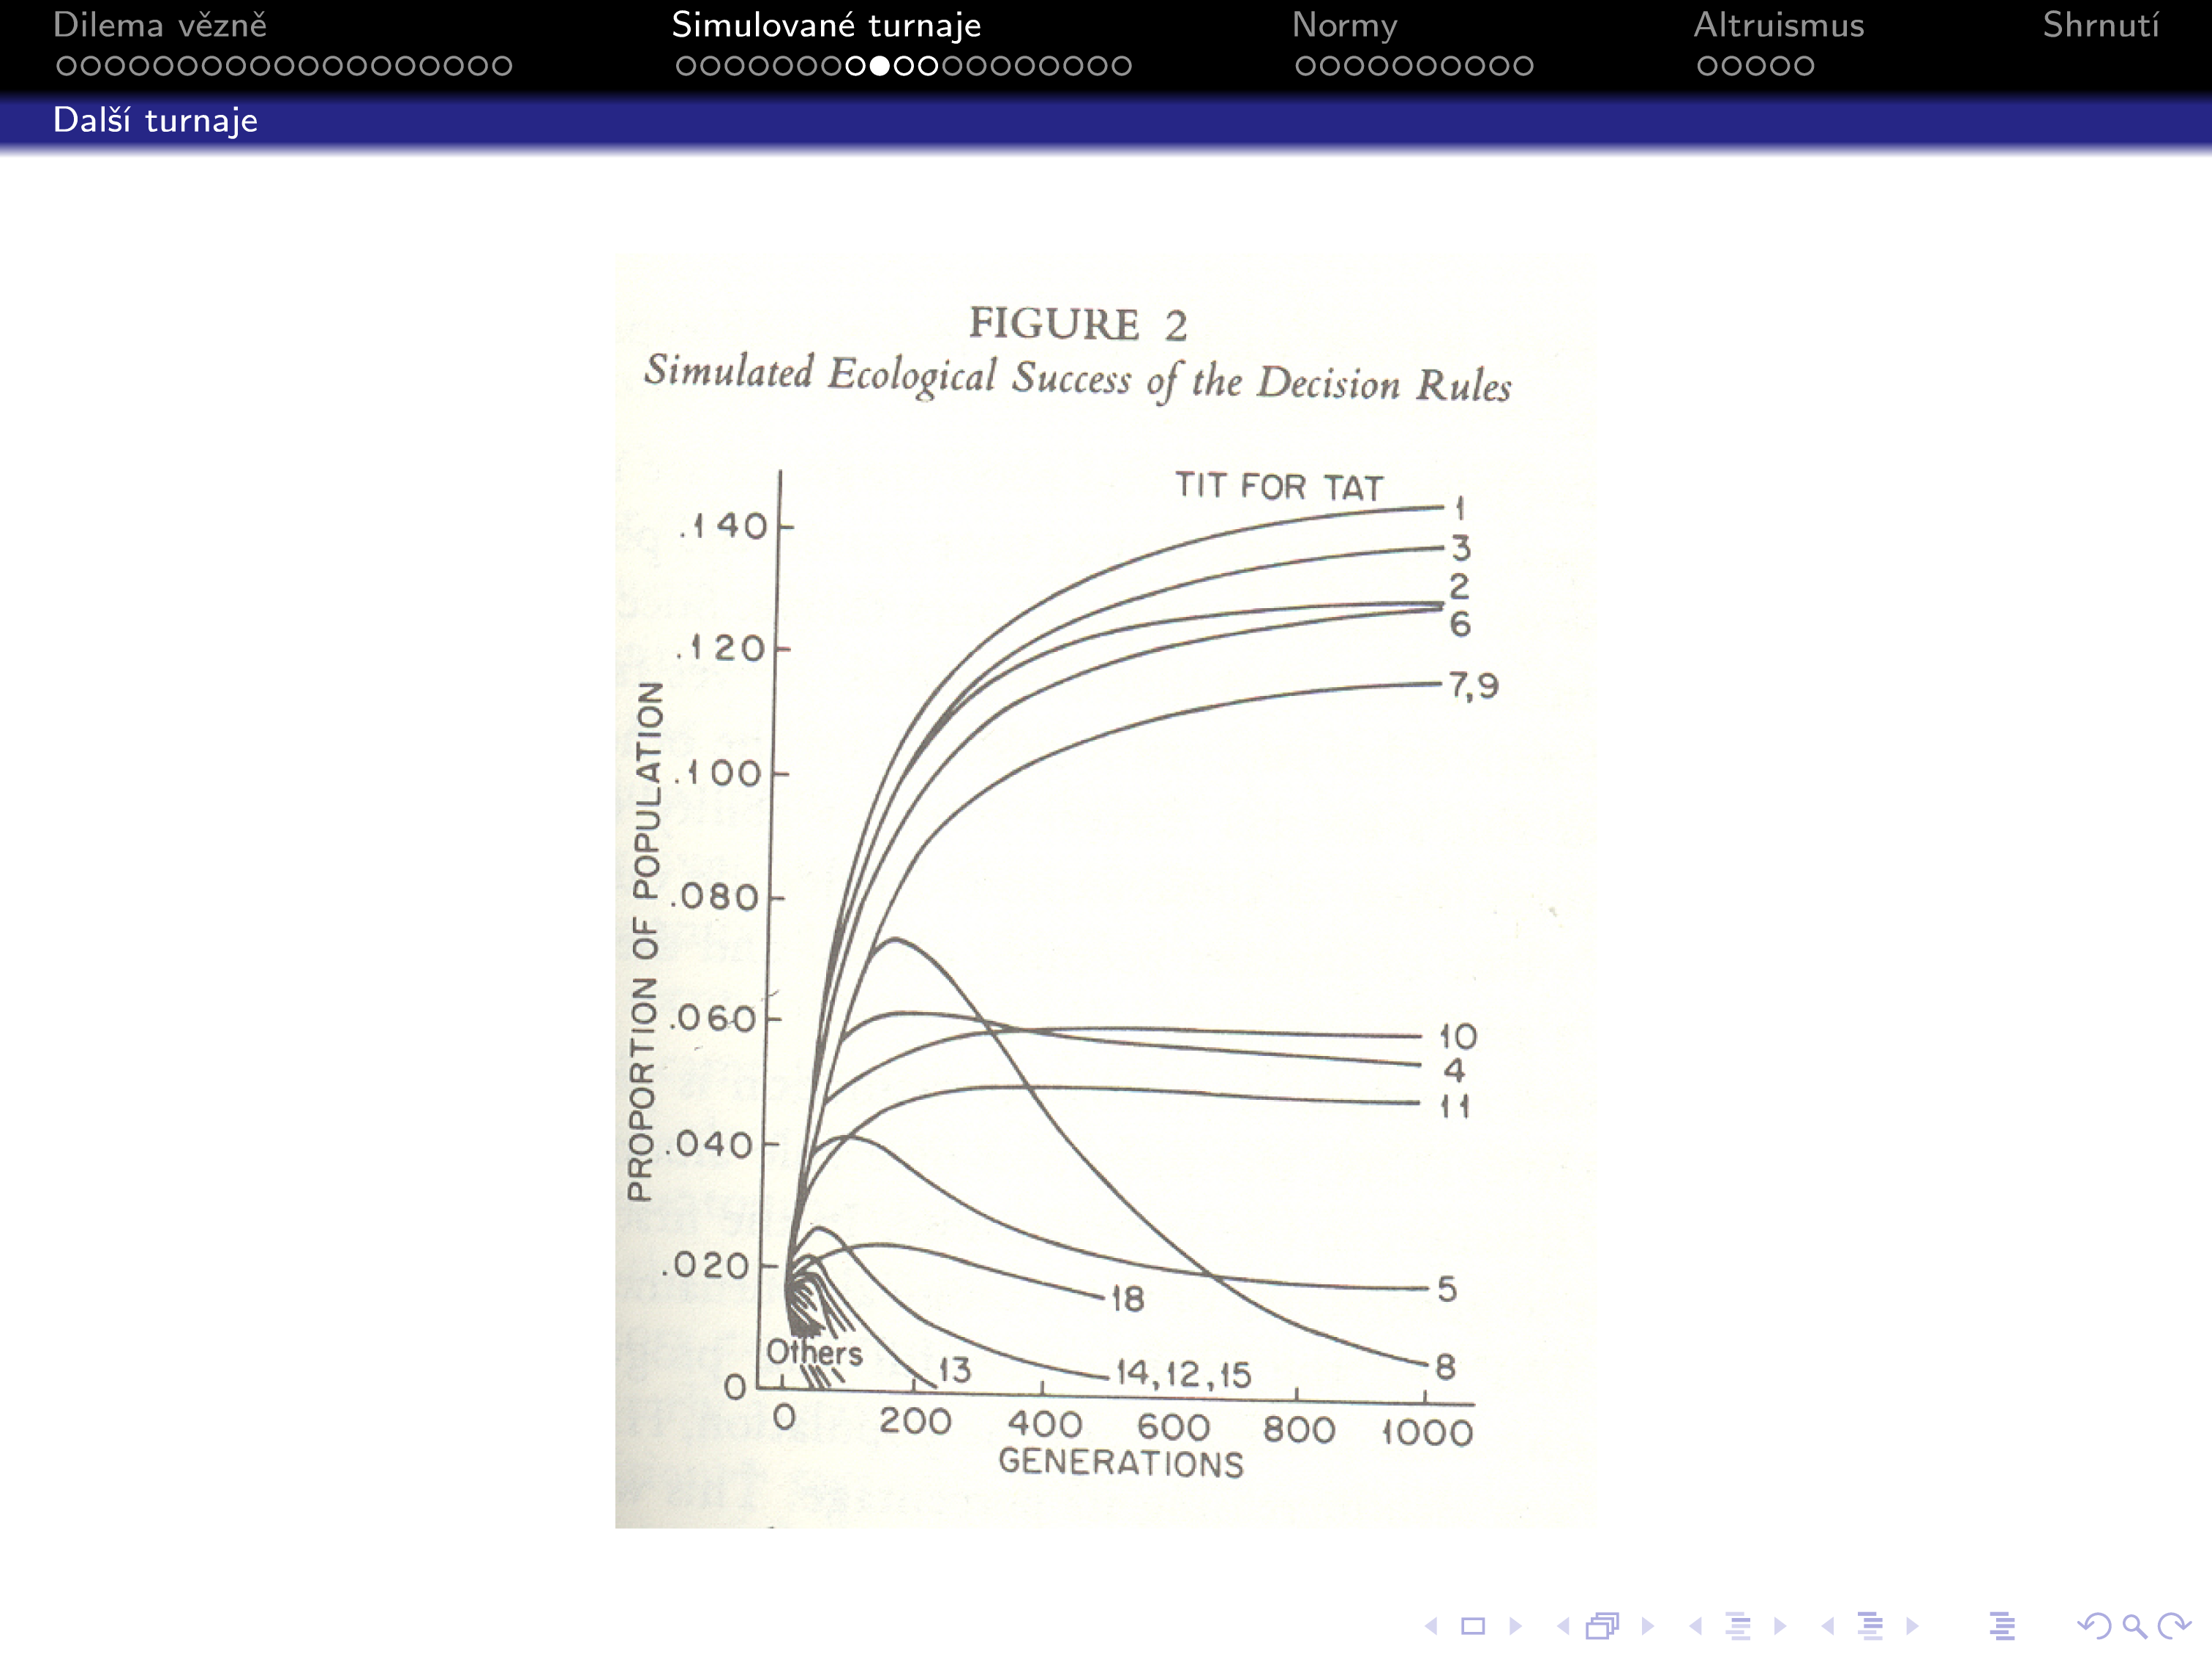 Dilema vězně
Simulované turnaje
Normy
Altruismus
Shrnutí
Další turnaje
FIGURE 2
Simulated Ecological Success of the Decision Rules
TIT FOR TAT
1
3
2
6
7,9
10
4
11
5
8
18
14,12,15
13
Others
.140
.120
.100
.080
.060
.040
.020
0
PROPORTION OF POPULATION
0 200 400 600 800 1000
GENERATIONS